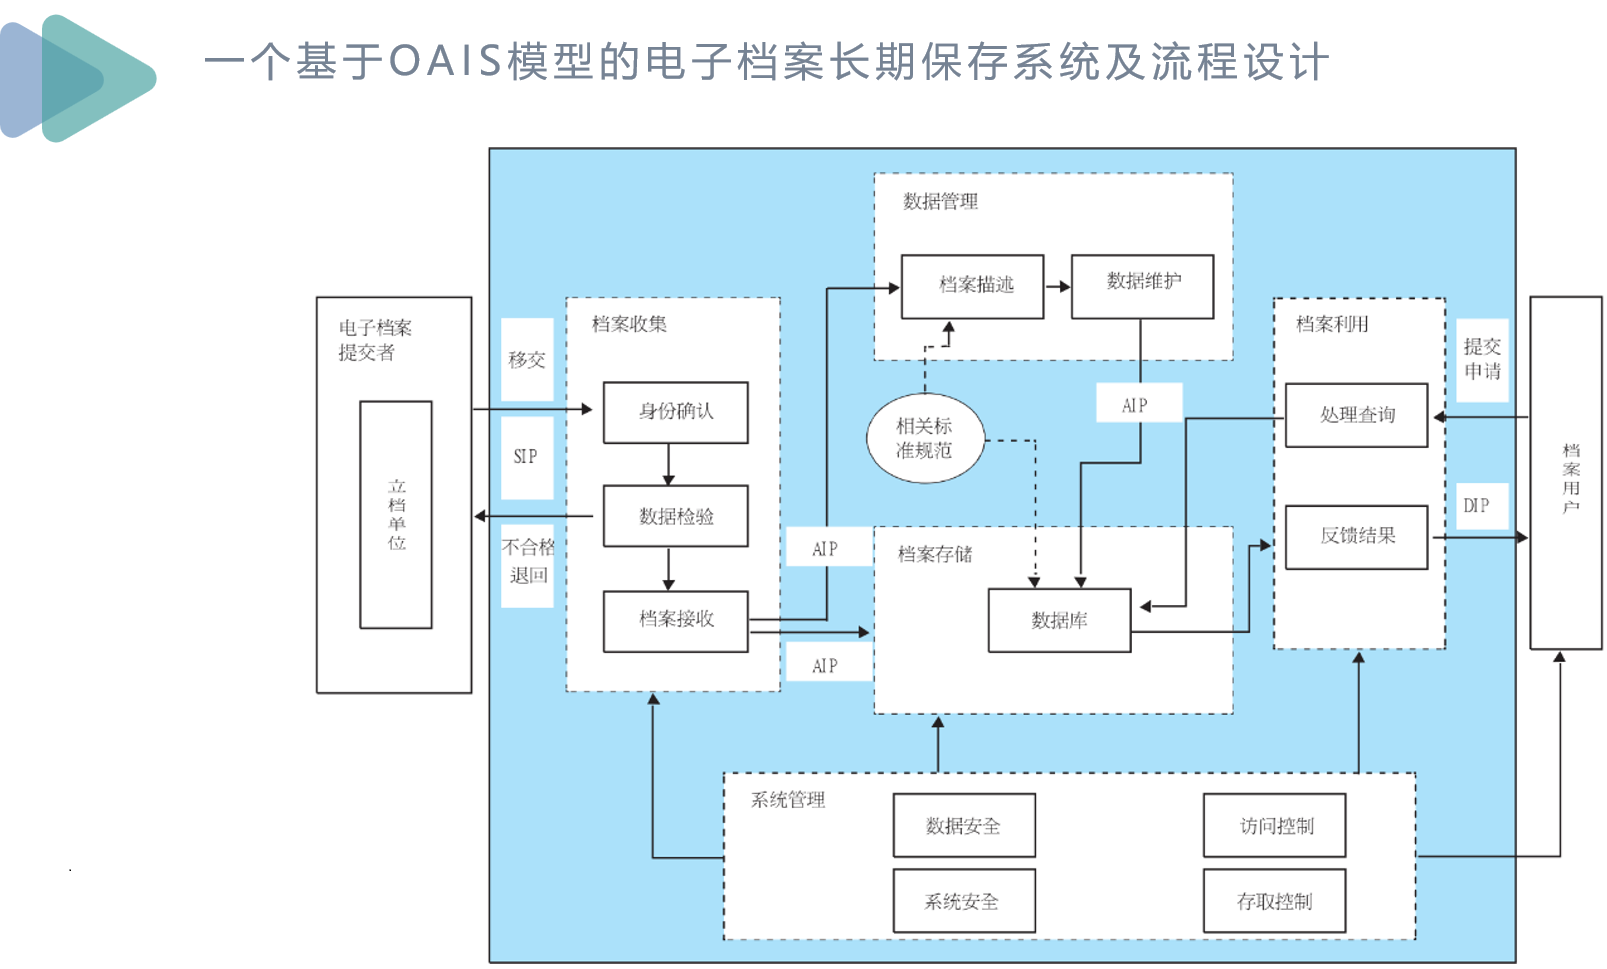 一个基于OAIS模型的电子档案长期保存系统及流程设计
电子档案
提交者
立档单位
移交
SIP
不合格
退回
档案收集
身份确认
数据检验
档案接收
AIP
AIP
数据管理
档案描述
数据维护
AIP
相关标
准规范
档案存储
数据库
档案利用
处理查询
反馈结果
提交
申请
DIP
档案用户
系统管理
数据安全
访问控制
系统安全
存取控制